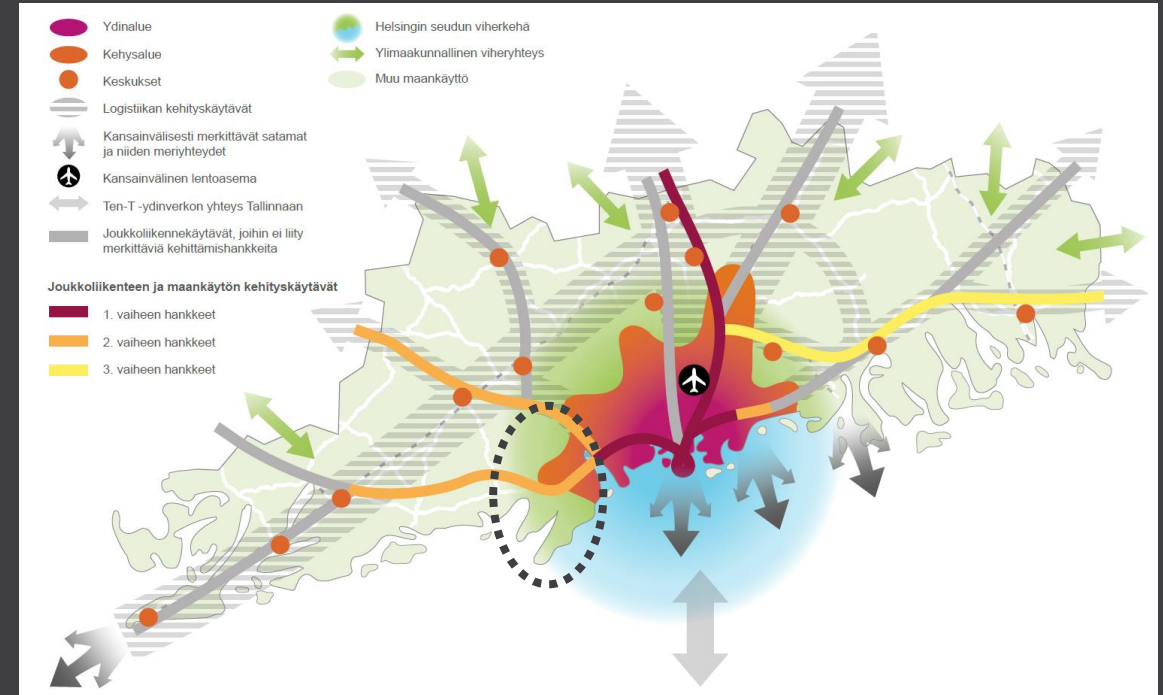 Ydinalue
Kehysalue
Keskukset
Logistiikan kehityskäytävät
Kansainvälisesti merkittävät satamat
ja niiden meriyhteydet
Kansainvälinen lentoasema
Ten-T -ydinverkon yhteys Tallinnaan
Joukkoliikennekäytävät, joihin ei liity
merkittäviä kehittämishankkeita
Joukkoliikenteen ja maankäytön kehityskäytävät
1. vaiheen hankkeet
2. vaiheen hankkeet
3. vaiheen hankkeet
Helsingin seudun viherkehä
Ylimaakunnallinen viheryhteys
Muu maankäyttö